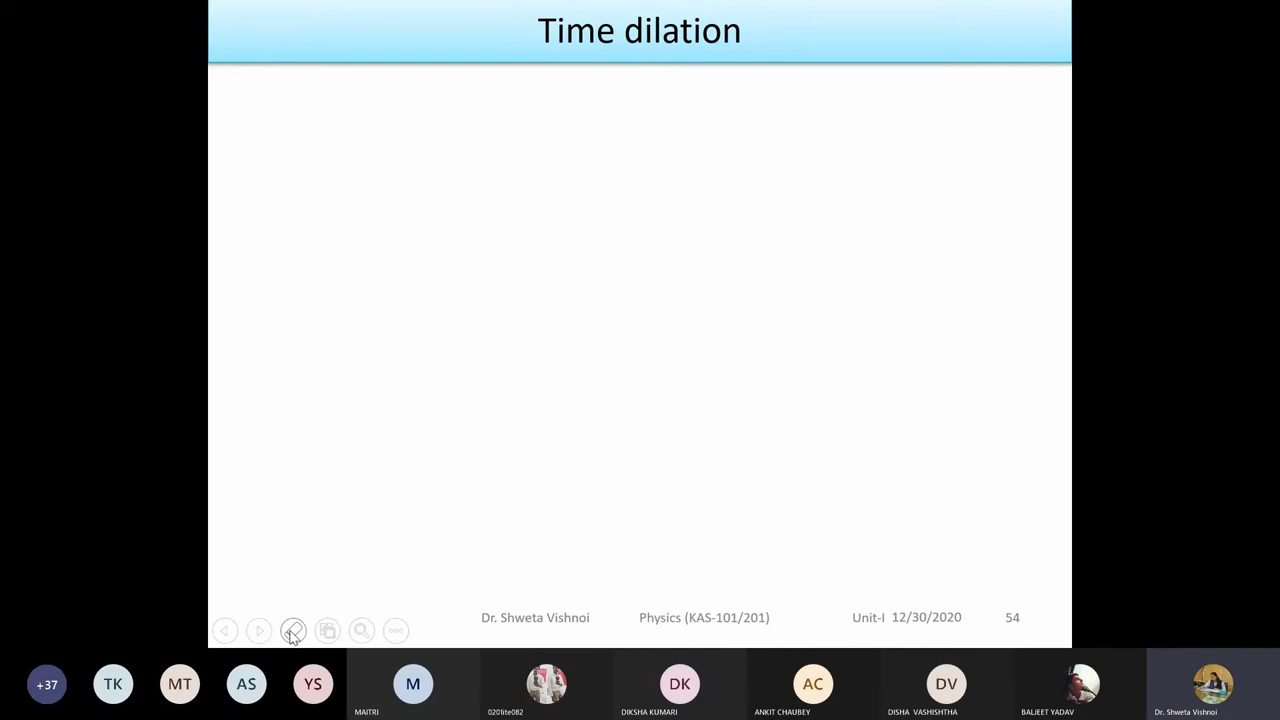 Time dilation
Dr. Shweta Vishnoi Physics (KAS-101/201) Unit-I 12/30/2020 54
+37 TK MT AS YS M DK AC DV
MAITRI 0201ite082 DIKSHA KUMARI ANKIT CHAUBEY DISHA VASHISHTHA BALJEET YADAV Dr. Shweta Vishnoi